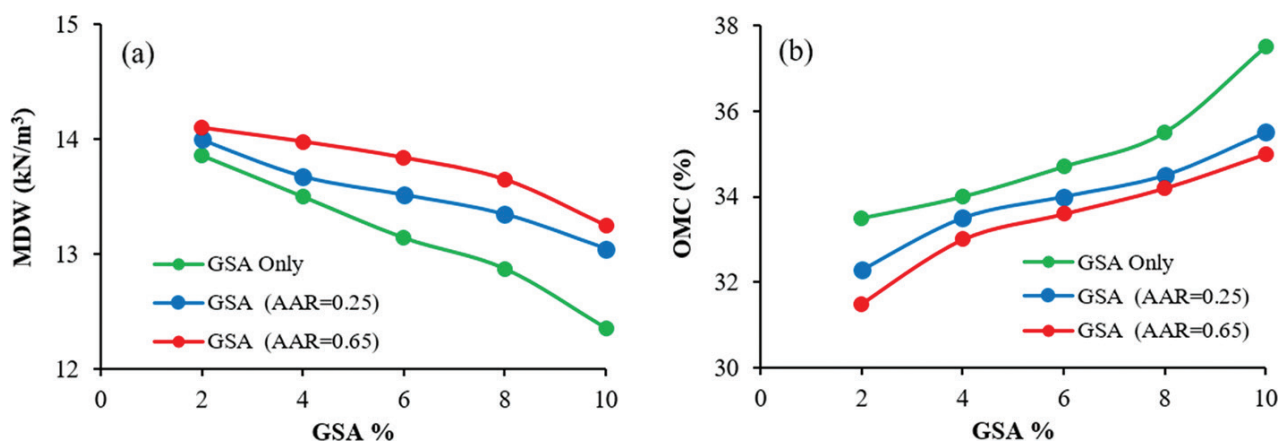 (a)
MDW (kN/m³)
15
14
13
12
0 2 4 6 8 10
GSA %
GSA Only
GSA (AAR=0.25)
GSA (AAR=0.65)
(b)
OMC (%)
38
36
34
32
30
0 2 4 6 8 10
GSA %
GSA Only
GSA (AAR=0.25)
GSA (AAR=0.65)